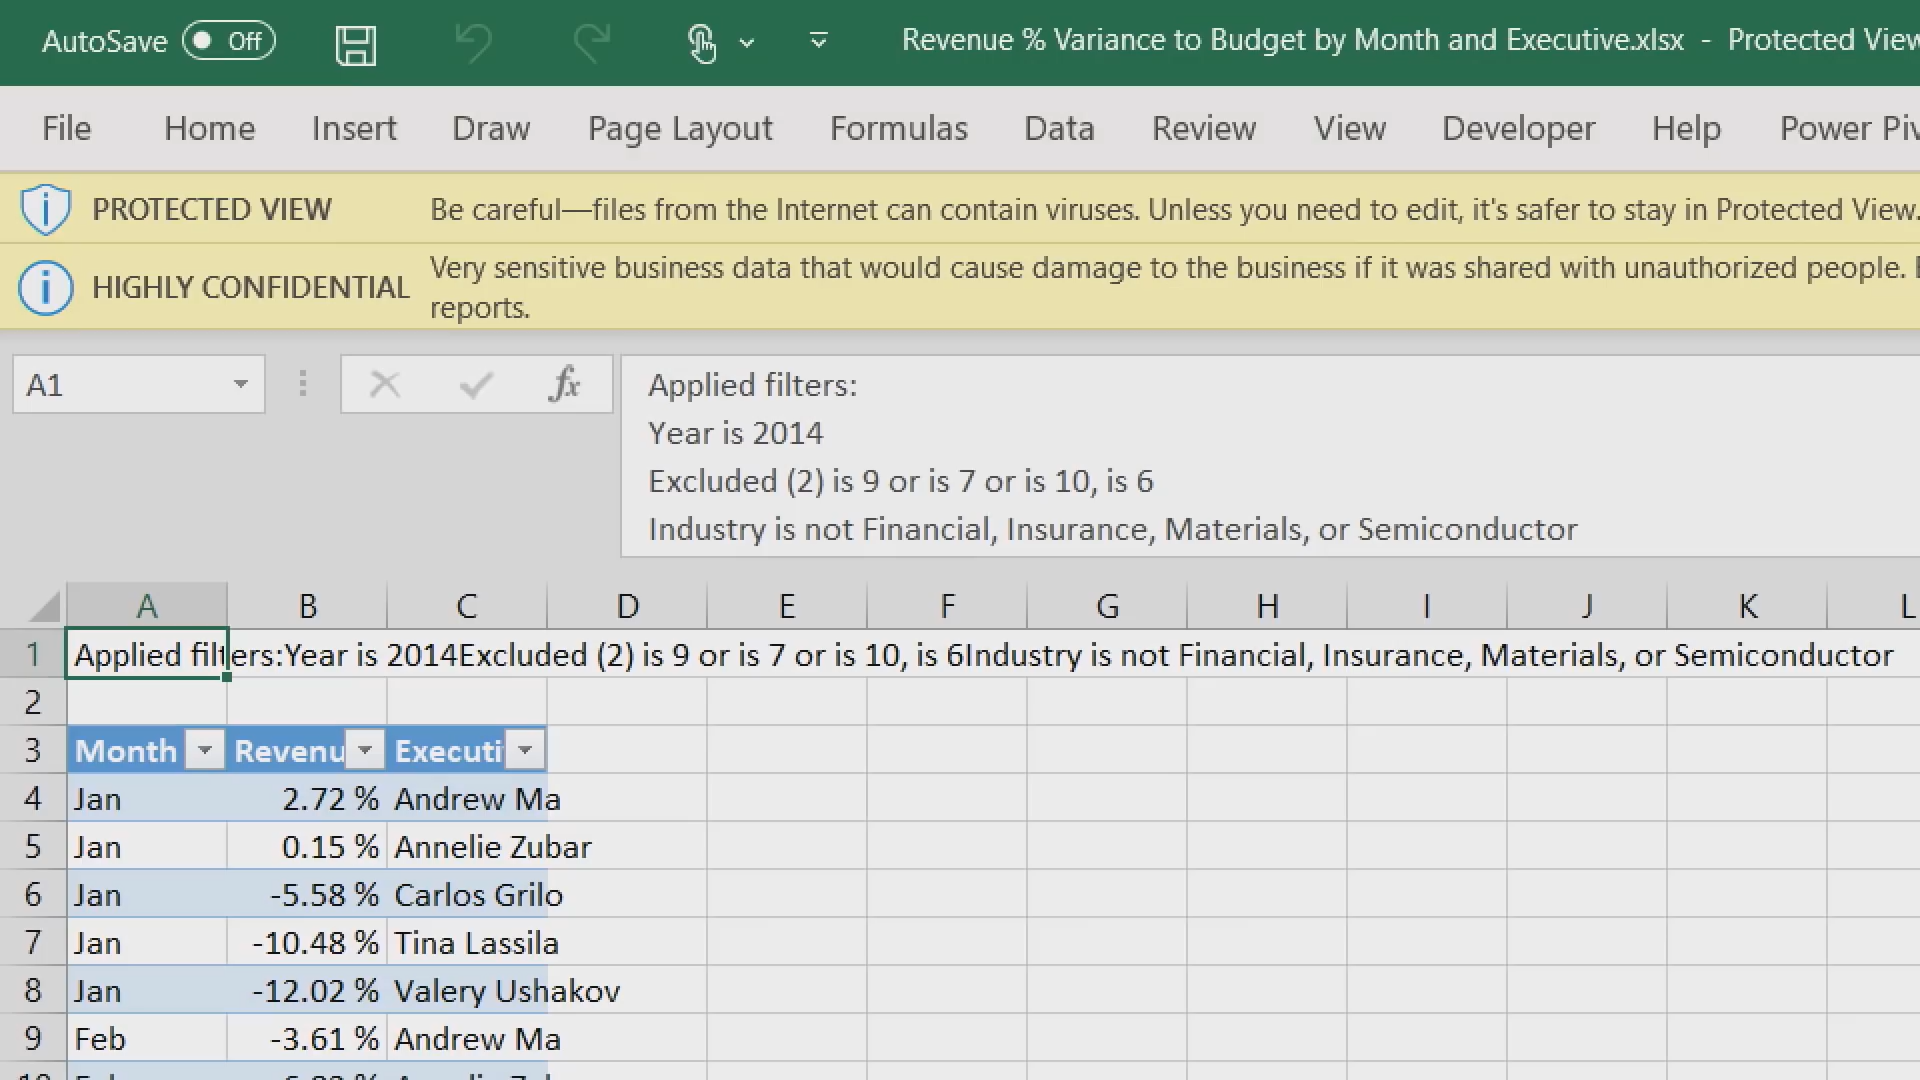 AutoSave Off Revenue % Variance to Budget by Month and Executive.xlsx - Protected View
File Home Insert Draw Page Layout Formulas Data Review View Developer Help Power
PROTECTED VIEW Be careful—files from the Internet can contain viruses. Unless you need to edit, it's safer to stay in Protected View.
HIGHLY CONFIDENTIAL Very sensitive business data that would cause damage to the business if it was shared with unauthorized people.
reports.
A1 fx Applied filters:
Year is 2014
Excluded (2) is 9 or is 7 or is 10, is 6
Industry is not Financial, Insurance, Materials, or Semiconductor
A B C D E F G H I J K L
1 Applied filters:Year is 2014Excluded (2) is 9 or is 7 or is 10, is 6Industry is not Financial, Insurance, Materials, or Semiconductor
2
3 Month Revenu Executi
4 Jan 2.72 % Andrew Ma
5 Jan 0.15 % Annelie Zubar
6 Jan -5.58 % Carlos Grilo
7 Jan -10.48 % Tina Lassila
8 Jan -12.02 % Valery Ushakov
9 Feb -3.61 % Andrew Ma